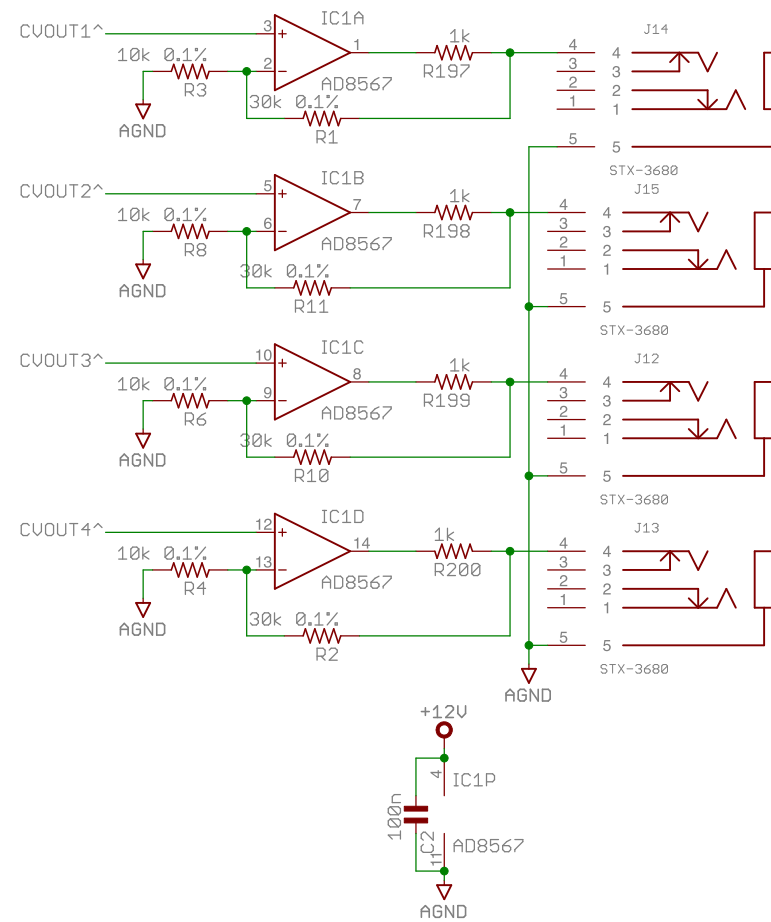 IC1A
J14
CVOUT1^
3
+
1k
4 4
10k 0.1%
1
3 3
2
-
R197
2 2
R3
AD8567
1 1
30k 0.1%
AGND
R1
5 5
STX-3680
IC1B
J15
CVOUT2^
5
+
1k
4 4
10k 0.1%
7
3 3
6
-
R198
2 2
R8
AD8567
1 1
30k 0.1%
AGND
R11
5 5
STX-3680
IC1C
J12
CVOUT3^
10
+
1k
4 4
10k 0.1%
8
3 3
9
-
R199
2 2
R6
AD8567
1 1
30k 0.1%
AGND
R10
5 5
STX-3680
IC1D
J13
CVOUT4^
12
+
1k
4 4
10k 0.1%
14
3 3
13
-
R200
2 2
R4
AD8567
1 1
30k 0.1%
AGND
R2
5 5
STX-3680
AGND
+12V
4
IC1P
100n
C2
AD8567
11
AGND